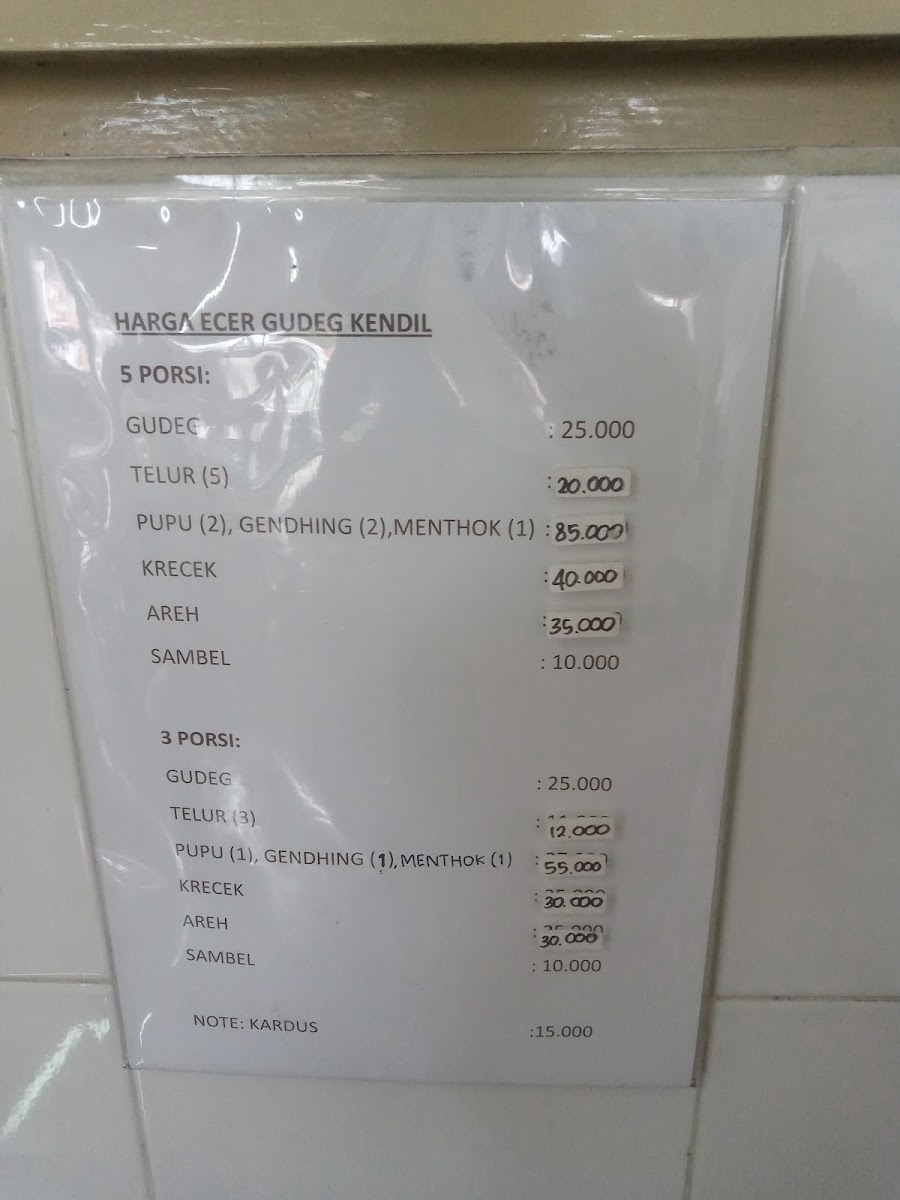 HARGA ECER GUDEG KENDIL
5 PORSI:
GUDEG : 25.000
TELUR (5) : 20.000
PUPU (2), GENDHING (2),MENTHOK (1) : 85.000
KRECEK : 40.000
AREH : 35.000
SAMBEL : 10.000
3 PORSI:
GUDEG : 25.000
TELUR (3) : 12.000
PUPU (1), GENDHING (1), MENTHOK (1) : 55.000
KRECEK : 30.000
AREH : 30.000
SAMBEL : 10.000
NOTE: KARDUS :15.000